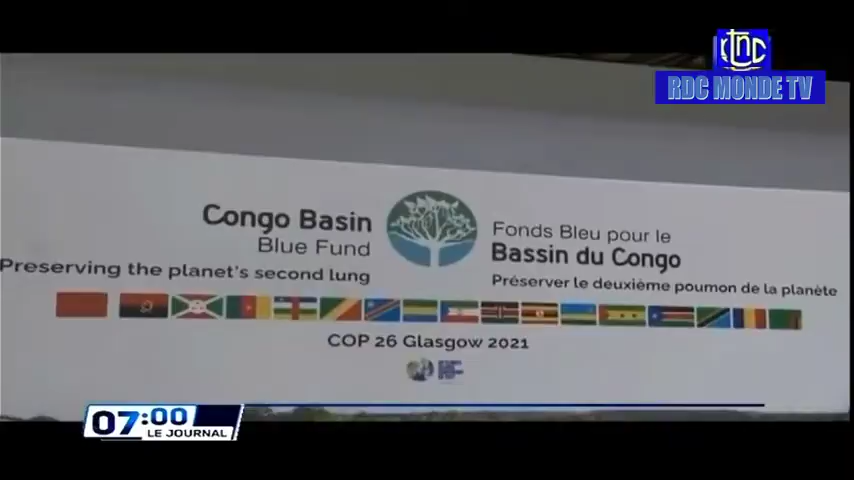 RTNC
RDC MONDE TV
Congo Basin
Blue Fund
Preserving the planet's second lung
Fonds Bleu pour le
Bassin du Congo
Préserver le deuxième poumon de la planète
COP 26 Glasgow 2021
07:00
LE JOURNAL